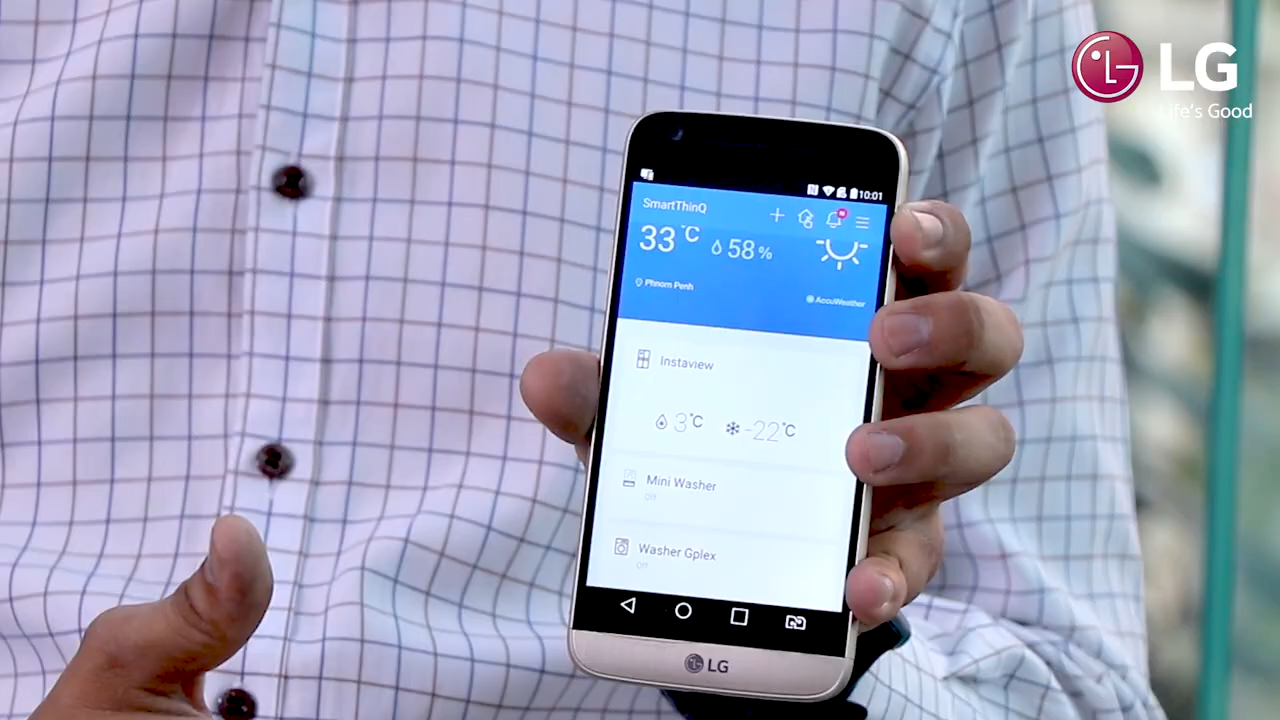 LG
Life's Good
10:01
SmartThinQ
33°C 58%
Phnom Penh
AccuWeather
Instaview
3°C -22°C
Mini Washer
Off
Washer Gplex
Off
LG